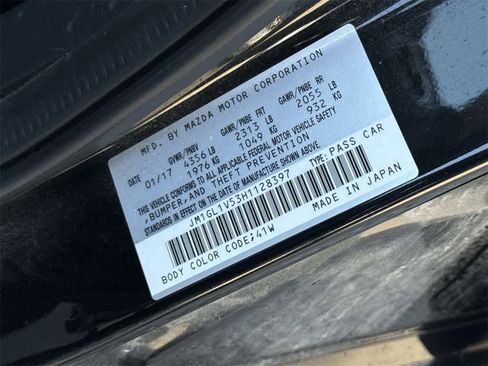 MFD. BY MAZDA MOTOR CORPORATION
DATE GVWR/PNBV GAWR/PNBE FRT GAWR/PNBE RR
01/17 4356 LB 2313 LB 2055 LB
1976 KG 1049 KG 932 KG
THIS VEHICLE CONFORMS TO ALL APPLICABLE FEDERAL MOTOR VEHICLE SAFETY
,BUMPER,AND THEFT PREVENTION
STANDARDS IN EFFECT ON THE DATE OF MANUFACTURE SHOWN ABOVE.
JM1GL1V53H1128397 TYPE: PASS CAR
BODY COLOR CODE;41W MADE IN JAPAN